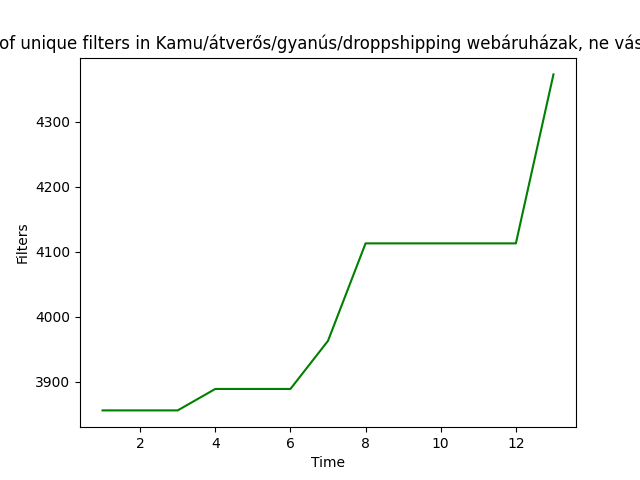 of unique filters in Kamu/átverős/gyanús/droppshipping webáruházak, ne vás
4300
4200
4100
4000
3900
Filters
2 4 6 8 10 12
Time